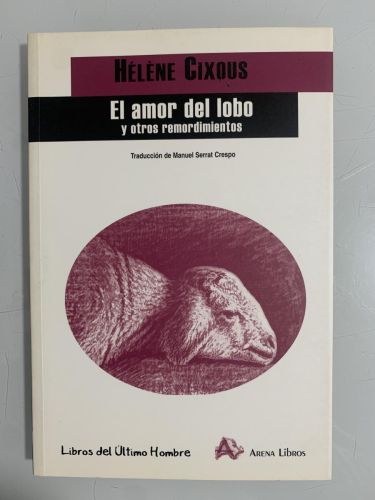 HÉLÈNE CIXOUS
El amor del lobo
y otros remordimientos
Traducción de Manuel Serrat Crespo
Libros del Último Hombre
ARENA LIBROS